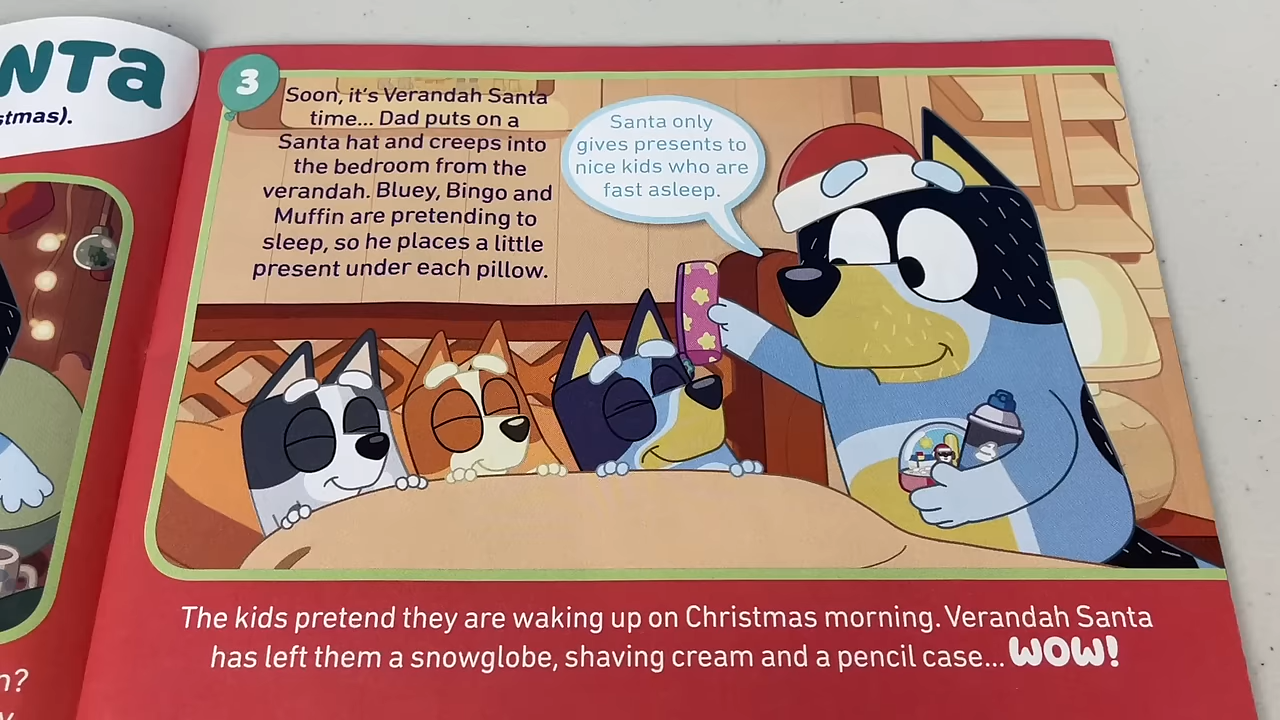 NTa
stmas).
n?
3
Soon, it's Verandah Santa
time... Dad puts on a
Santa hat and creeps into
the bedroom from the
verandah. Bluey, Bingo and
Muffin are pretending to
sleep, so he places a little
present under each pillow.
Santa only
gives presents to
nice kids who are
fast asleep.
The kids pretend they are waking up on Christmas morning. Verandah Santa
has left them a snowglobe, shaving cream and a pencil case... WOW!